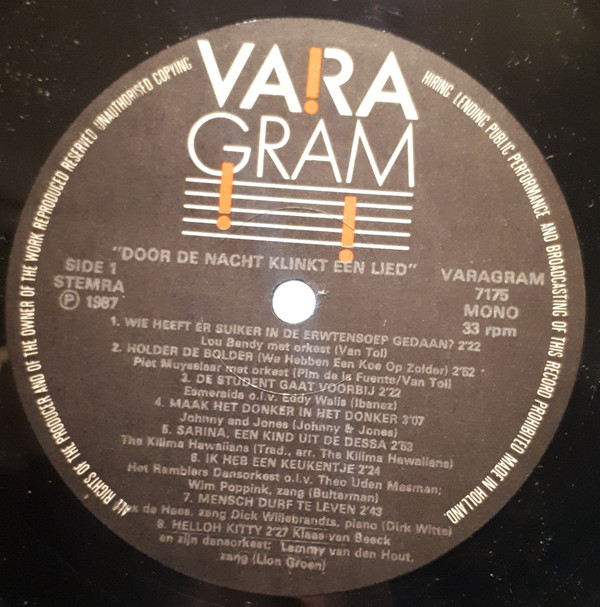 VARA
GRAM
ALL RIGHTS OF THE PRODUCER AND OF THE OWNER OF THE WORK REPRODUCED RESERVED UNAUTHORISED COPYING
HIRING LENDING PUBLIC PERFORMANCE AND BROADCASTING OF THIS RECORD PROHIBITED MADE IN HOLLAND.
"DOOR DE NACHT KLINKT EEN LIED"
SIDE 1
STEMRA
Ⓟ 1987
VARAGRAM
7175
MONO
33 rpm
1. WIE HEEFT ER SUIKER IN DE ERWTENSOEP GEDAAN? 2'22
Lou Bandy met orkest (Van Tol)
2. HOLDER DE BOLDER (We Hebben Een Koe Op Zolder) 2'52
Piet Muyselaar met orkest (Pim de la Fuente/Van Tol)
3. DE STUDENT GAAT VOORBIJ 2'22
Esmeralda o.l.v. Eddy Walis (Ibanez)
4. MAAK HET DONKER IN HET DONKER 3'07
Johnny and Jones (Johnny & Jones)
5. SARINA, EEN KIND UIT DE DESSA 2'53
The Kilima Hawaiians (Trad., arr. The Kilima Hawaiians)
6. IK HEB EEN KEUKENTJE 2'24
Het Ramblers Dansorkest o.l.v. Theo Uden Masman;
Wim Poppink, zang (Buiterman)
7. MENSCH DURF TE LEVEN 2'43
de Haas, zang Dick Willebrandts, piano (Dirk Witte)
8. HELLOH KITTY 2'27 Klaas van Beeck
en zijn dansorkest; Lammy van den Hout,
zang (Lion Groen)